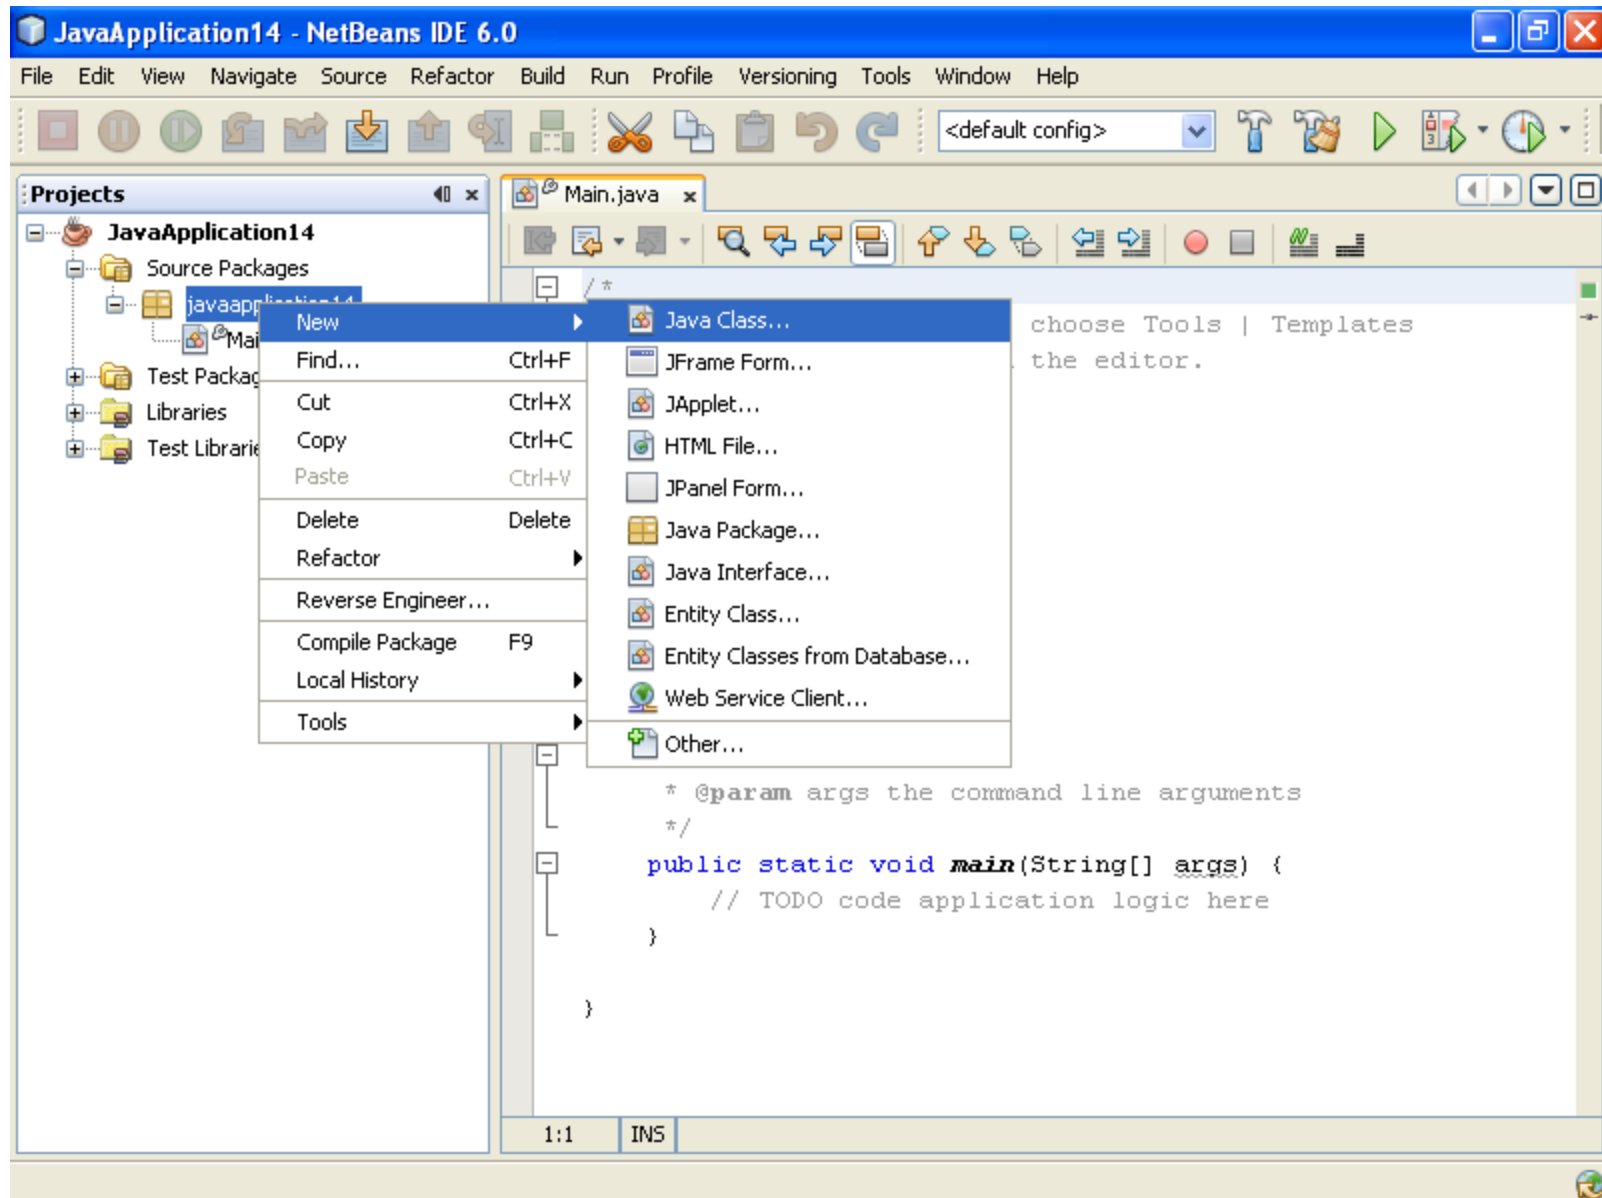 JavaApplication14 - NetBeans IDE 6.0
File Edit View Navigate Source Refactor Build Run Profile Versioning Tools Window Help
<default config>
Projects
Main.java
JavaApplication14
Source Packages
javaapplication14
Libraries
New
Find... Ctrl+F
Cut Ctrl+X
Copy Ctrl+C
Paste Ctrl+V
Delete Delete
Refactor
Reverse Engineer...
Compile Package F9
Local History
Tools
Java Class...
JFrame Form...
JApplet...
HTML File...
JPanel Form...
Java Package...
Java Interface...
Entity Class...
Entity Classes from Database...
Web Service Client...
Other...
/*
choose Tools | Templates
the editor.
* @param args the command line arguments
*/
public static void main(String[] args) {
// TODO code application logic here
}
}
1:1 INS